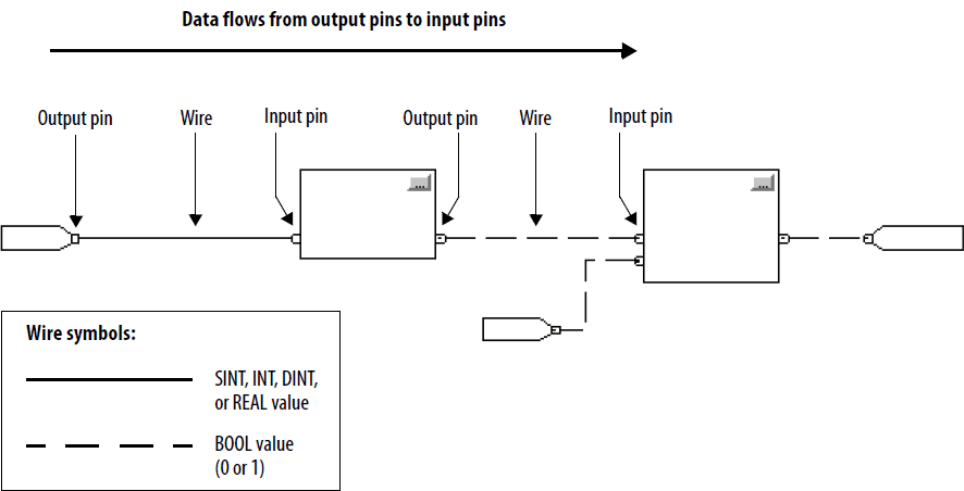 Data flows from output pins to input pins
Output pin
Wire
Input pin
Output pin
Wire
Input pin
...
...
Wire symbols:
SINT, INT, DINT,
or REAL value
BOOL value
(0 or 1)